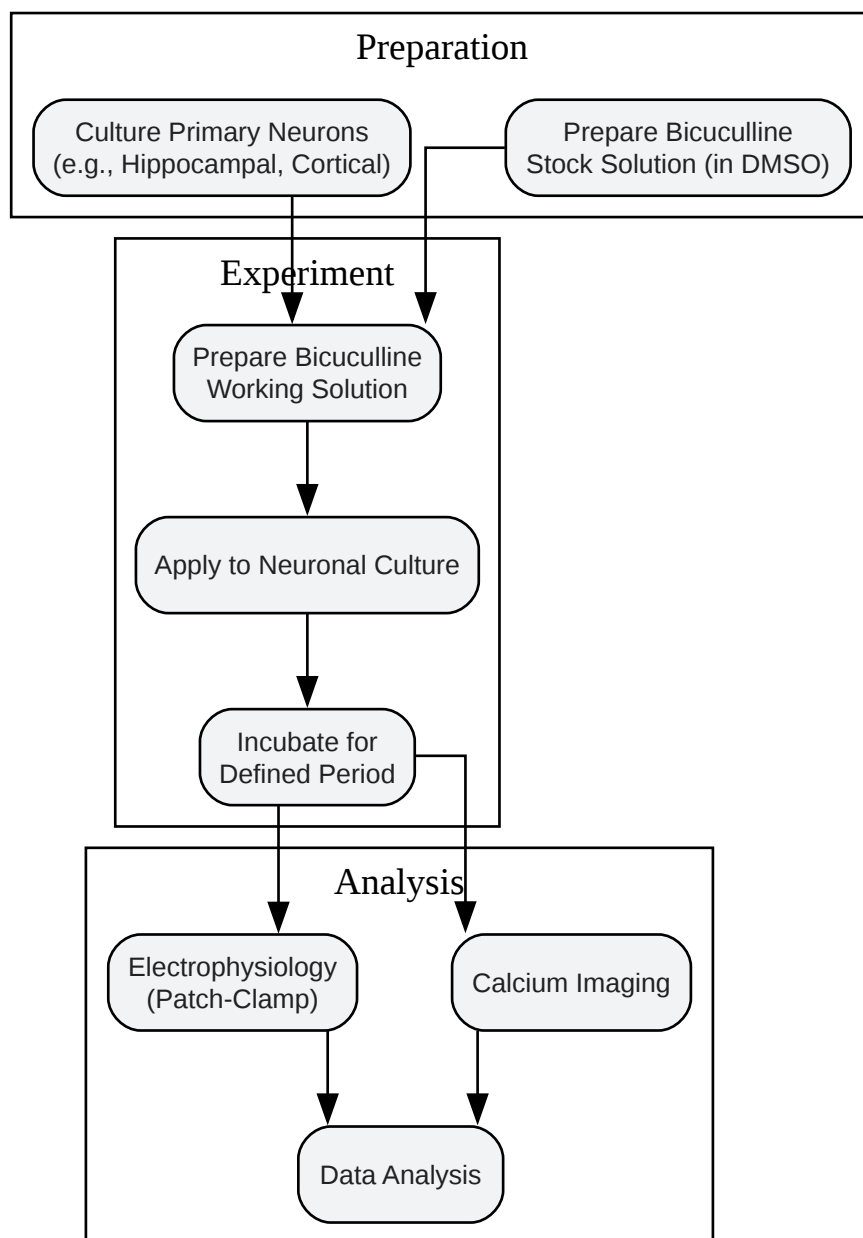 Preparation
Culture Primary Neurons
(e.g., Hippocampal, Cortical)
Prepare Bicuculline
Stock Solution (in DMSO)
Experiment
Prepare Bicuculline
Working Solution
Apply to Neuronal Culture
Incubate for
Defined Period
Analysis
Electrophysiology
(Patch-Clamp)
Calcium Imaging
Data Analysis